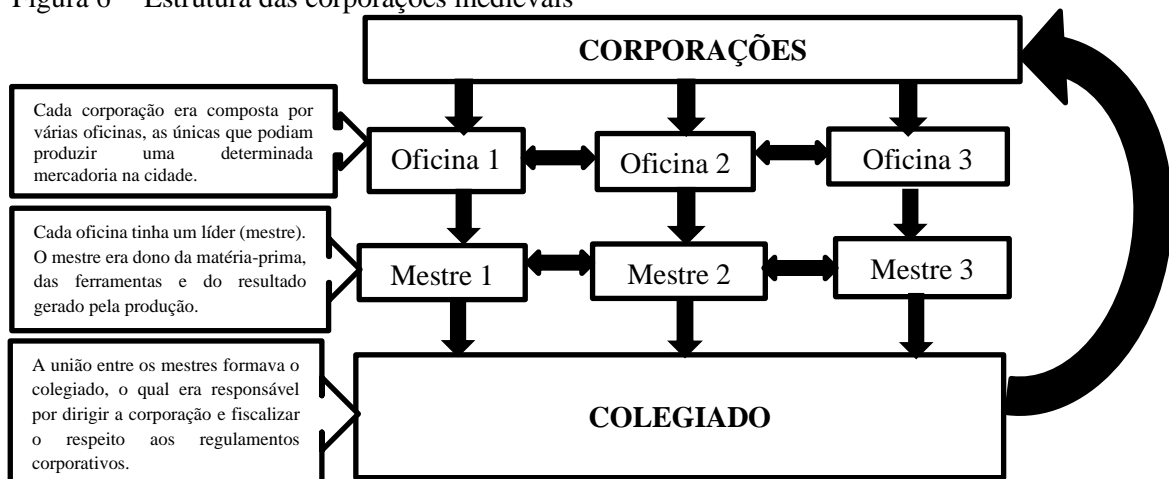 Figura 6 – Estrutura das corporações medievais
CORPORAÇÕES
Cada corporação era composta por
várias oficinas, as únicas que podiam
produzir uma determinada
mercadoria na cidade.
Oficina 1
Oficina 2
Oficina 3
Cada oficina tinha um líder (mestre).
O mestre era dono da matéria-prima,
das ferramentas e do resultado
gerado pela produção.
Mestre 1
Mestre 2
Mestre 3
A união entre os mestres formava o
colegiado, o qual era responsável
por dirigir a corporação e fiscalizar
o respeito aos regulamentos
corporativos.
COLEGIADO